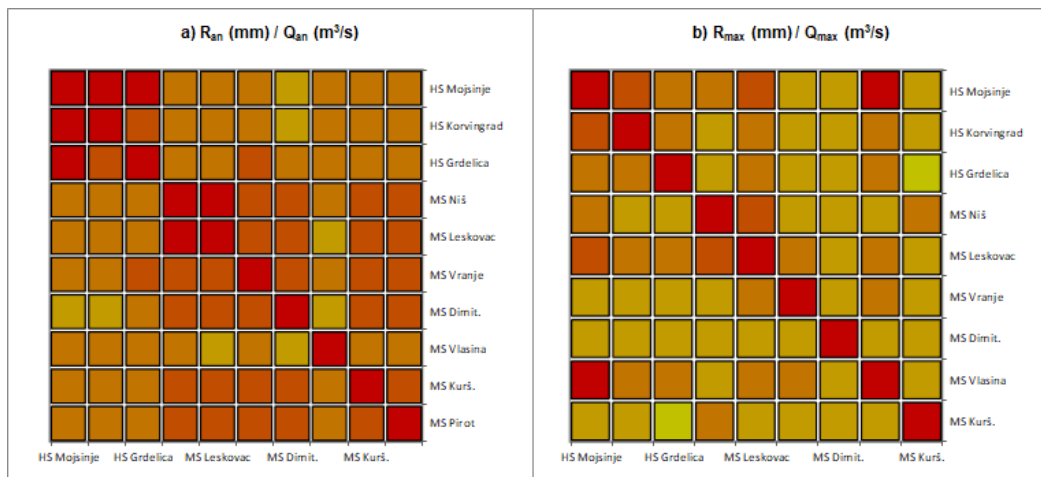 a) Rₐₙ (mm) / Qₐₙ (m³/s)
HS Mojsinje
HS Korvingrad
HS Grdelica
MS Niš
MS Leskovac
MS Vranje
MS Dimit.
MS Vlasina
MS Kurš.
MS Pirot
HS Mojsinje HS Grdelica MS Leskovac MS Dimit. MS Kurš.
b) Rmax (mm) / Qmax (m³/s)
HS Mojsinje
HS Korvingrad
HS Grdelica
MS Niš
MS Leskovac
MS Vranje
MS Dimit.
MS Vlasina
MS Kurš.
HS Mojsinje HS Grdelica MS Leskovac MS Dimit. MS Kurš.